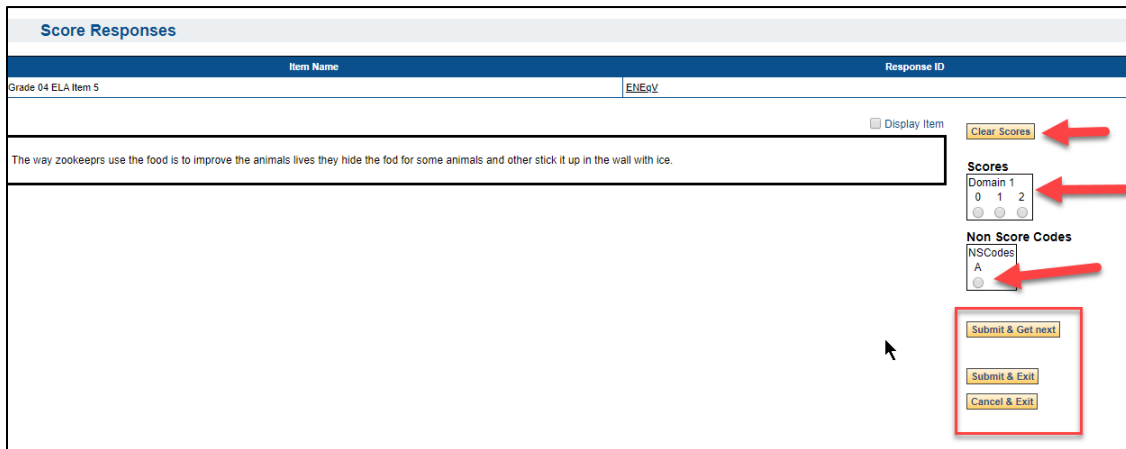 Score Responses
Item Name Response ID
Grade 04 ELA Item 5 ENEqV
Display Item
Clear Scores
The way zookeeprs use the food is to improve the animals lives they hide the fod for some animals and other stick it up in the wall with ice.
Scores
Domain 1
0 1 2
Non Score Codes
NSCodes
A
Submit & Get next
Submit & Exit
Cancel & Exit